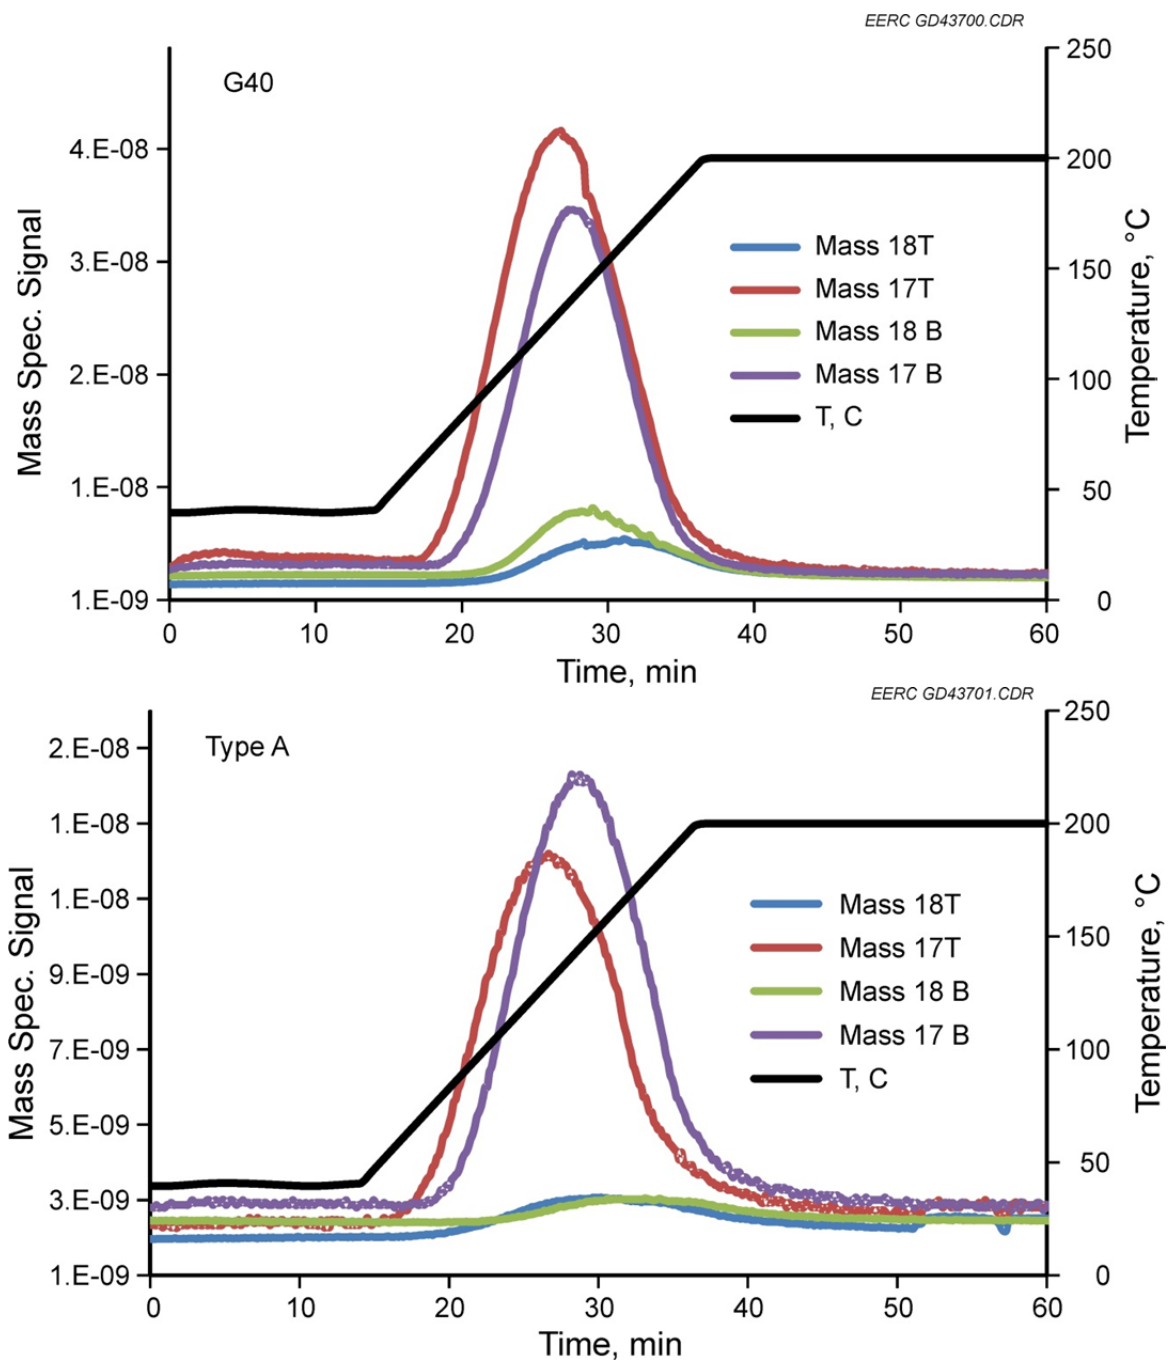 EERC GD43700.CDR
G40
Mass Spec. Signal
4.E-08
3.E-08
2.E-08
1.E-08
1.E-09
250
200
150
100
50
0
Temperature, °C
Mass 18T
Mass 17T
Mass 18 B
Mass 17 B
T, C
0 10 20 30 40 50 60
Time, min
EERC GD43701.CDR
Type A
Mass Spec. Signal
2.E-08
1.E-08
1.E-08
9.E-09
7.E-09
5.E-09
3.E-09
1.E-09
250
200
150
100
50
0
Temperature, °C
Mass 18T
Mass 17T
Mass 18 B
Mass 17 B
T, C
0 10 20 30 40 50 60
Time, min